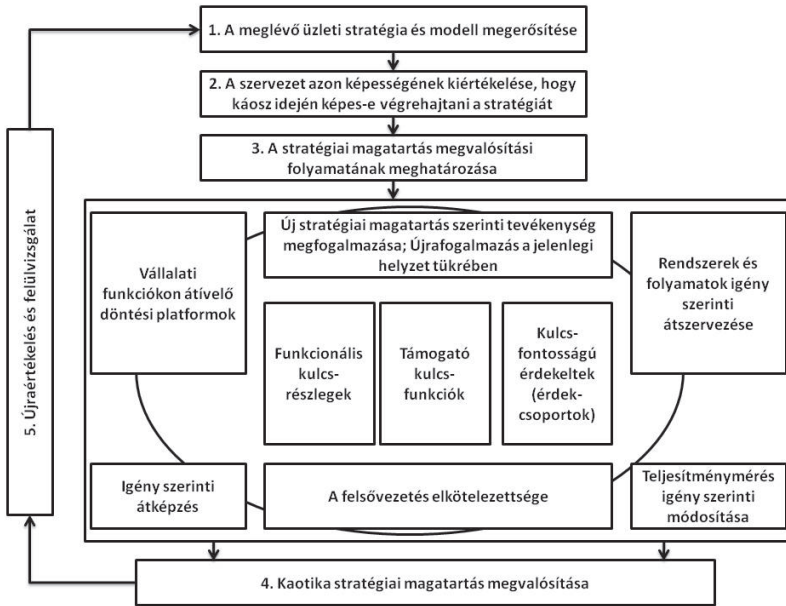 1. A meglévő üzleti stratégia és modell megerősítése
2. A szervezet azon képességének kiértékelése, hogy
káosz idején képes-e végrehajtani a stratégiát
3. A stratégiai magatartás megvalósítási
folyamatának meghatározása
Vállalati
funkciókon átívelő
döntési platformok
Új stratégiai magatartás szerinti tevékenység
megfogalmazása; Újrafogalmazás a jelenlegi
helyzet tükrében
Rendszerek és
folyamatok igény
szerinti
átszervezése
Funkcionális
kulcs-
részlegek
Támogató
kulcs-
funkciók
Kulcs-
fontosságú
érdekeltek
(érdek-
csoportok)
Igény szerinti
átképzés
A felsővezetés elkötelezettsége
Teljesítménymérés
igény szerinti
módosítása
4. Kaotika stratégiai magatartás megvalósítása
5. Újraértékelés és felülvizsgálat